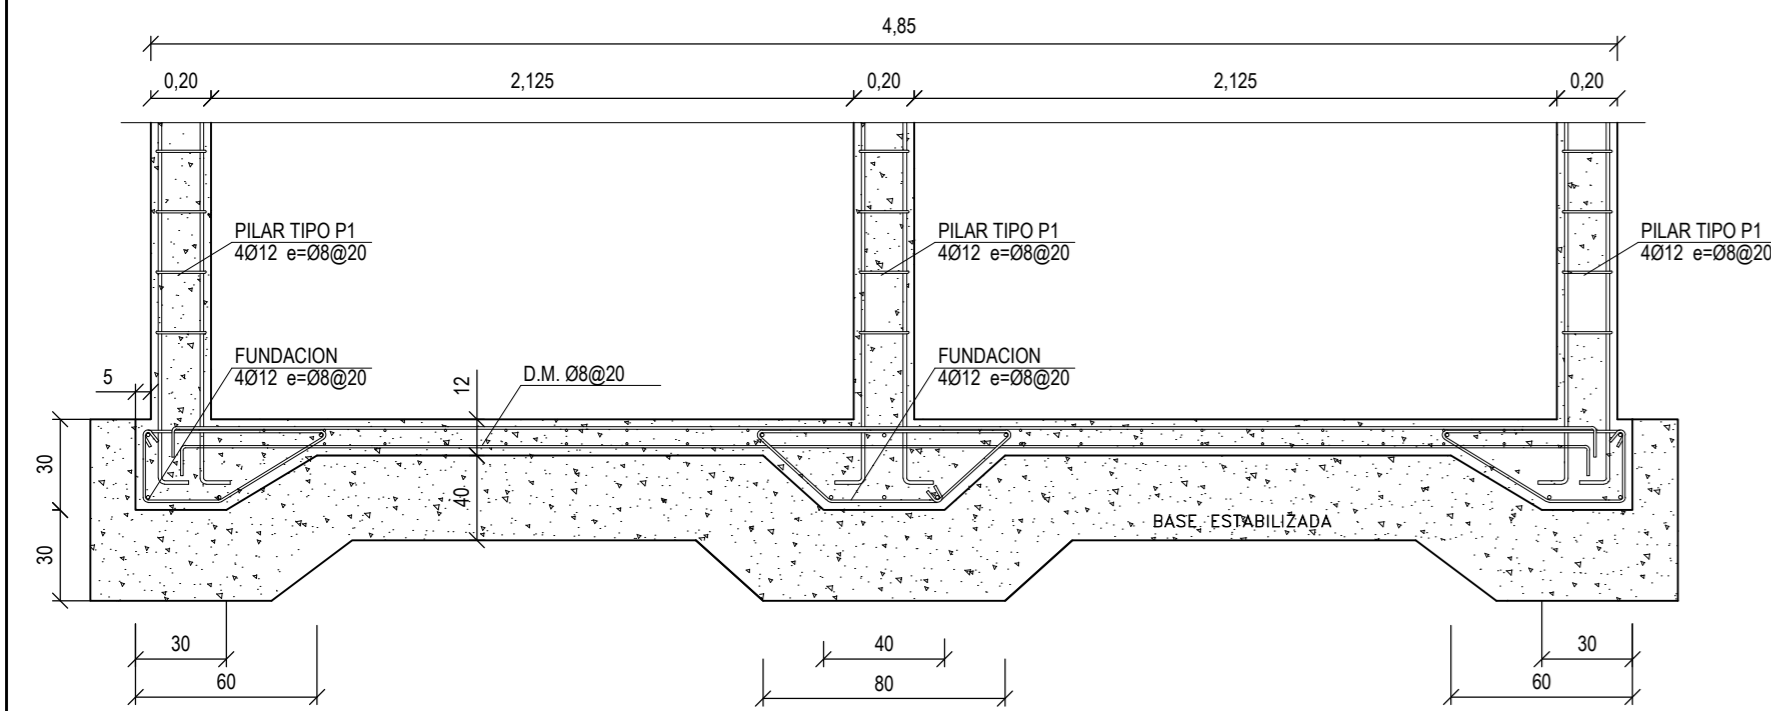 4,85
0,20
2,125
0,20
2,125
0,20
PILAR TIPO P1
4Ø12 e=Ø8@20
PILAR TIPO P1
4Ø12 e=Ø8@20
PILAR TIPO P1
4Ø12 e=Ø8@20
5
FUNDACION
4Ø12 e=Ø8@20
D.M. Ø8@20
12
FUNDACION
4Ø12 e=Ø8@20
30
40
30
BASE ESTABILIZADA
30
60
40
80
30
60